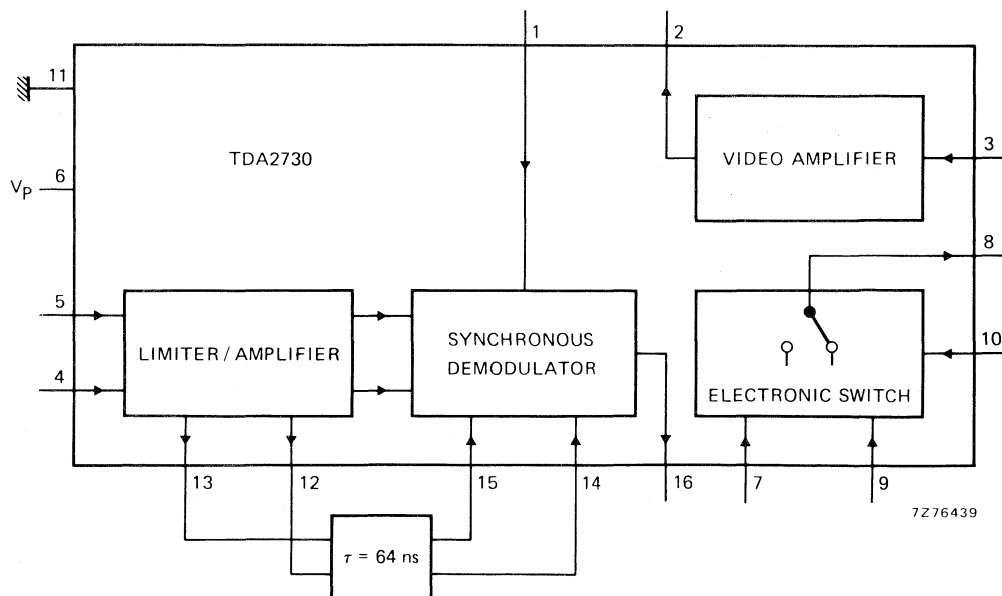 1
2
11
TDA2730
VIDEO AMPLIFIER
3
Vp
6
8
5
LIMITER / AMPLIFIER
SYNCHRONOUS
DEMODULATOR
10
4
ELECTRONIC SWITCH
13
12
15
14
16
7
9
7Z76439
τ = 64 ns